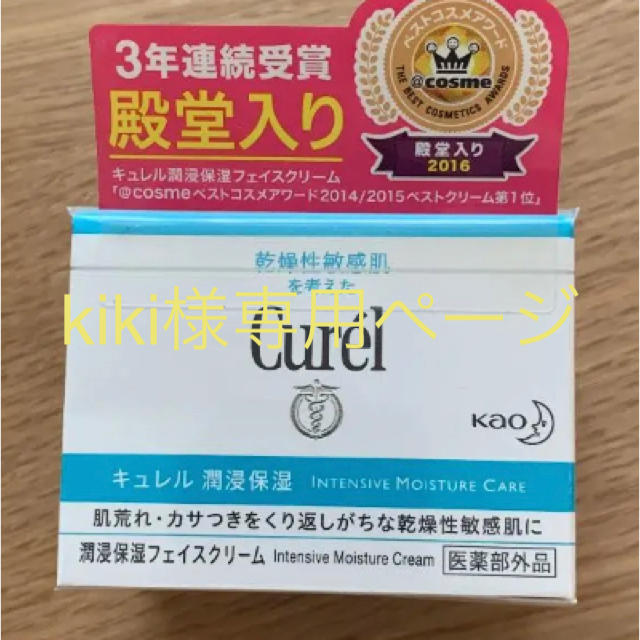 3年連続受賞
殿堂入り
キュレル潤浸保湿フェイスクリーム
「@cosmeベストコスメアワード2014/2015ベストクリーム第1位」
ベストコスメアワード
@cosme
THE BEST COSMETICS AWARDS
殿堂入り
2016
乾燥性敏感肌
を考えた
kiki様専用ページ
Curél
Kao
キュレル 潤浸保湿 INTENSIVE MOISTURE CARE
肌荒れ・カサつきをくり返しがちな乾燥性敏感肌に
潤浸保湿フェイスクリーム Intensive Moisture Cream 医薬部外品